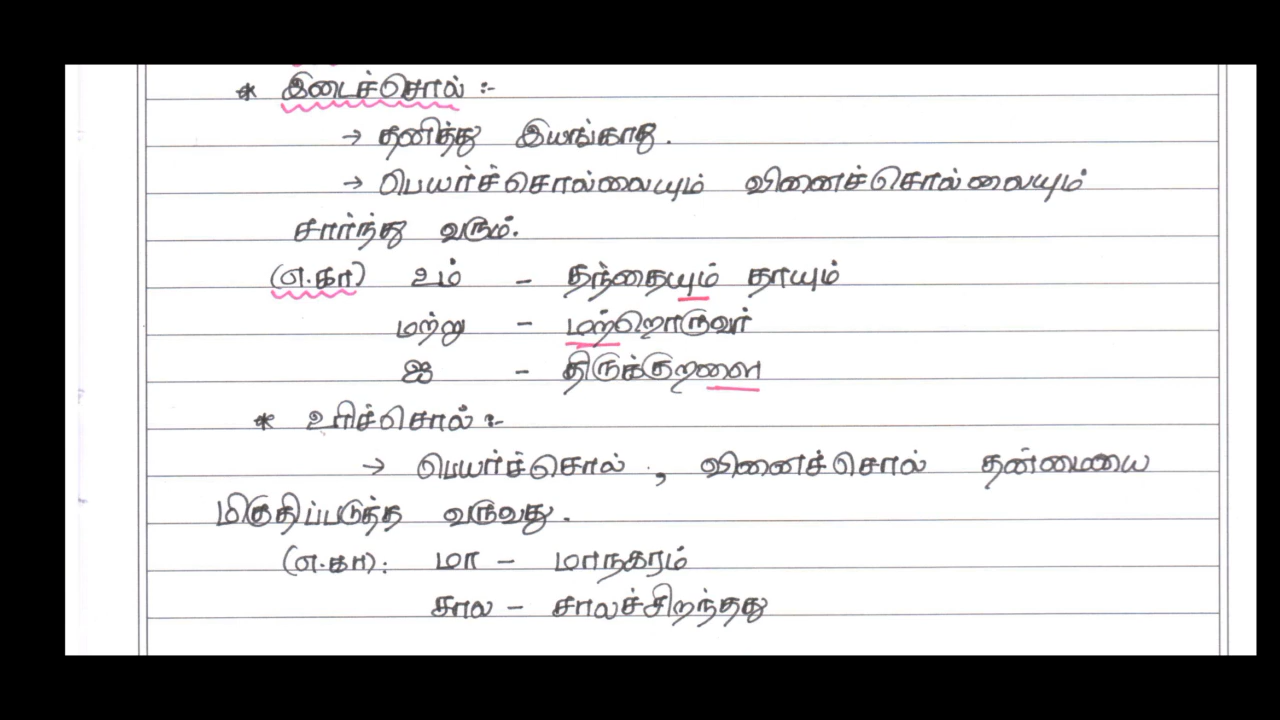 * இடைச்சொல் :-
→ தனித்து இயங்காது.
→ பெயர்ச்சொல்லையும் வினைச்சொல்லையும்
சார்ந்து வரும்.
(எ.கா) உம் - தந்தையும் தாயும்
மற்று - மற்றொருவர்
ஐ - திருக்குறளை
* உரிச்சொல் :-
→ பெயர்ச்சொல் , வினைச்சொல் தன்மையை
மிகுதிப்படுத்த வருவது.
(எ.கா): மா - மாநகரம்
சால - சாலச்சிறந்தது